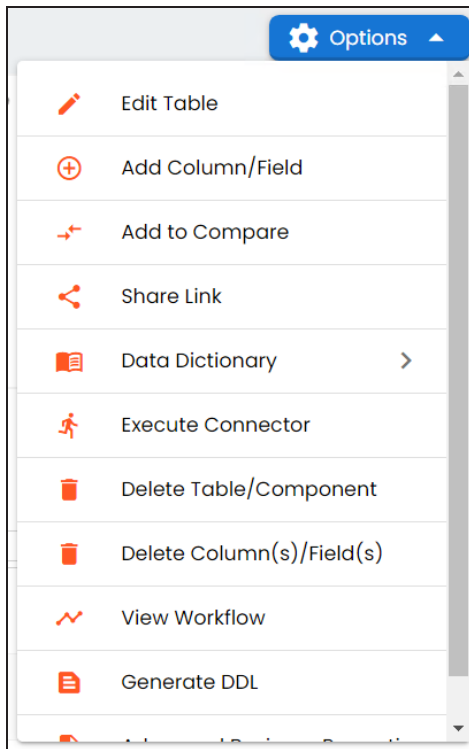 Options
Edit Table
Add Column/Field
Add to Compare
Share Link
Data Dictionary
Execute Connector
Delete Table/Component
Delete Column(s)/Field(s)
View Workflow
Generate DDL